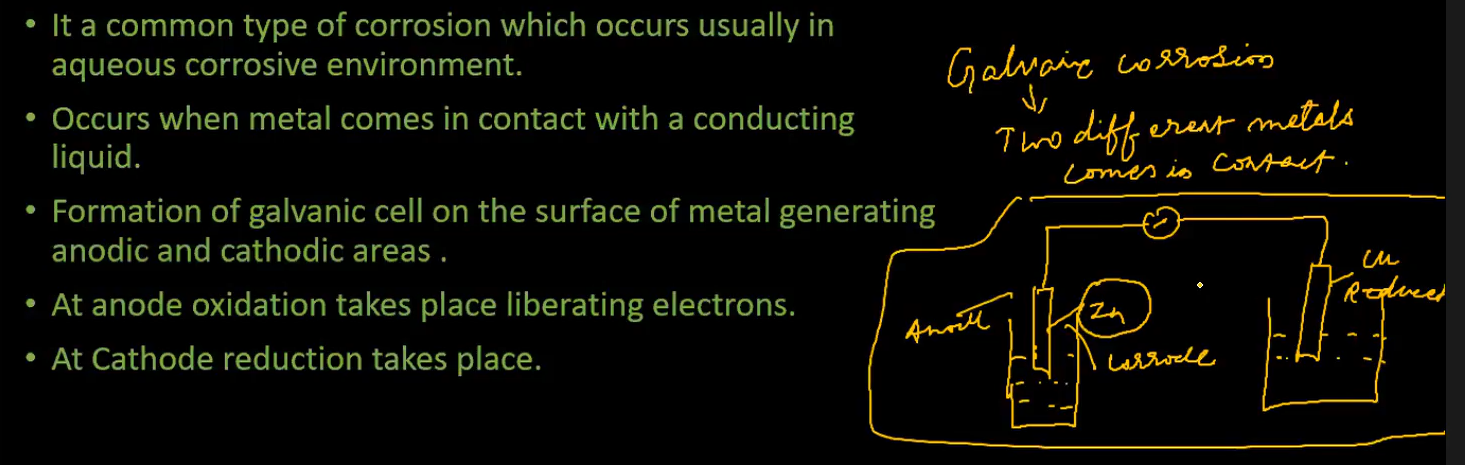 • It a common type of corrosion which occurs usually in
aqueous corrosive environment.
• Occurs when metal comes in contact with a conducting
liquid.
• Formation of galvanic cell on the surface of metal generating
anodic and cathodic areas .
• At anode oxidation takes place liberating electrons.
• At Cathode reduction takes place.
Galvanic corrosion
Two different metals
comes in contact.
Cu
Anode
Zn
corrode